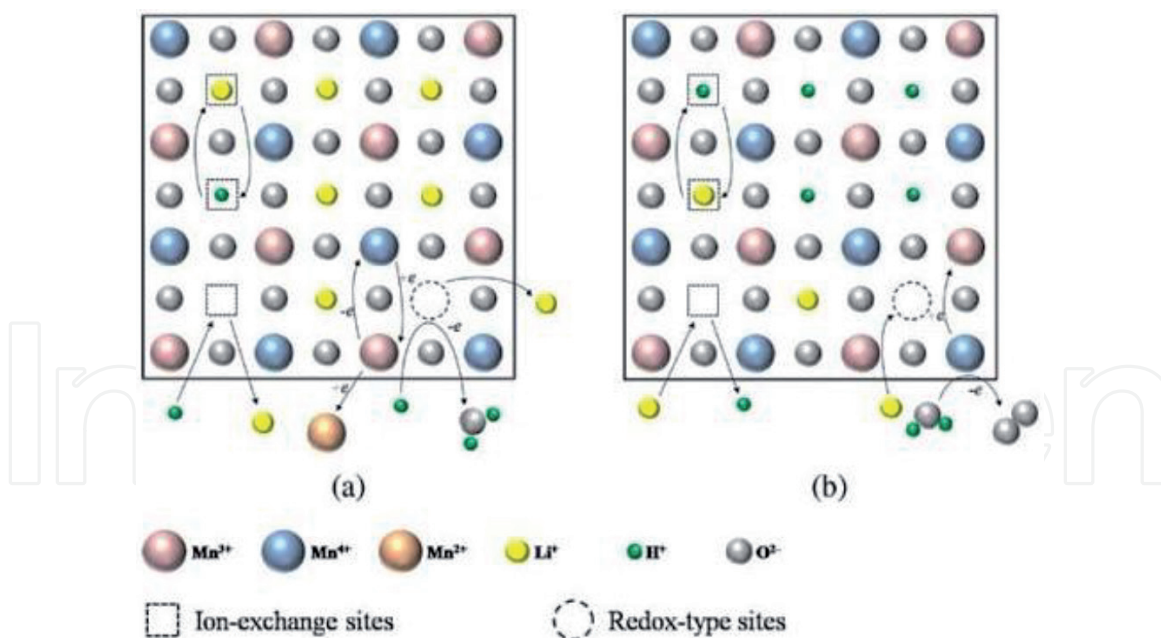 -e
-e
-e
-e
-e
-e
(a)
(b)
Mn³⁺ Mn⁴⁺ Mn²⁺ Li⁺ H⁺ O²⁻
Ion-exchange sites Redox-type sites